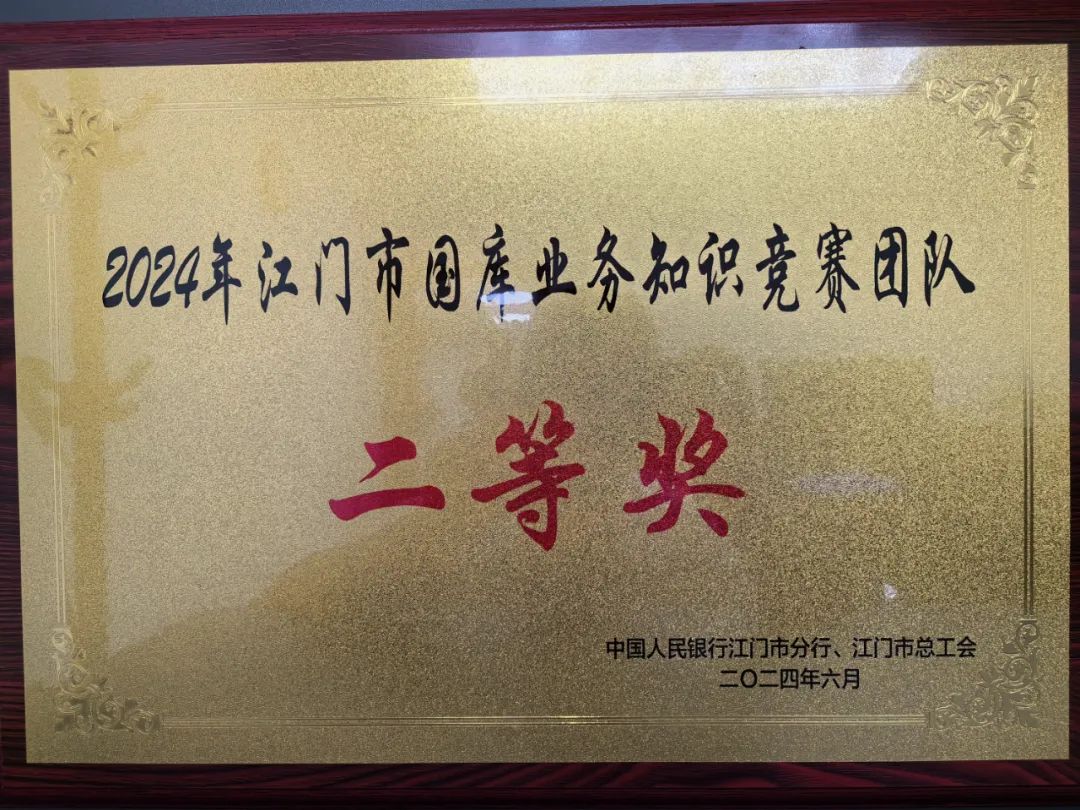 2024年江门市国库业务知识竞赛团队
二等奖
中国人民银行江门市分行、江门市总工会
二〇二四年六月